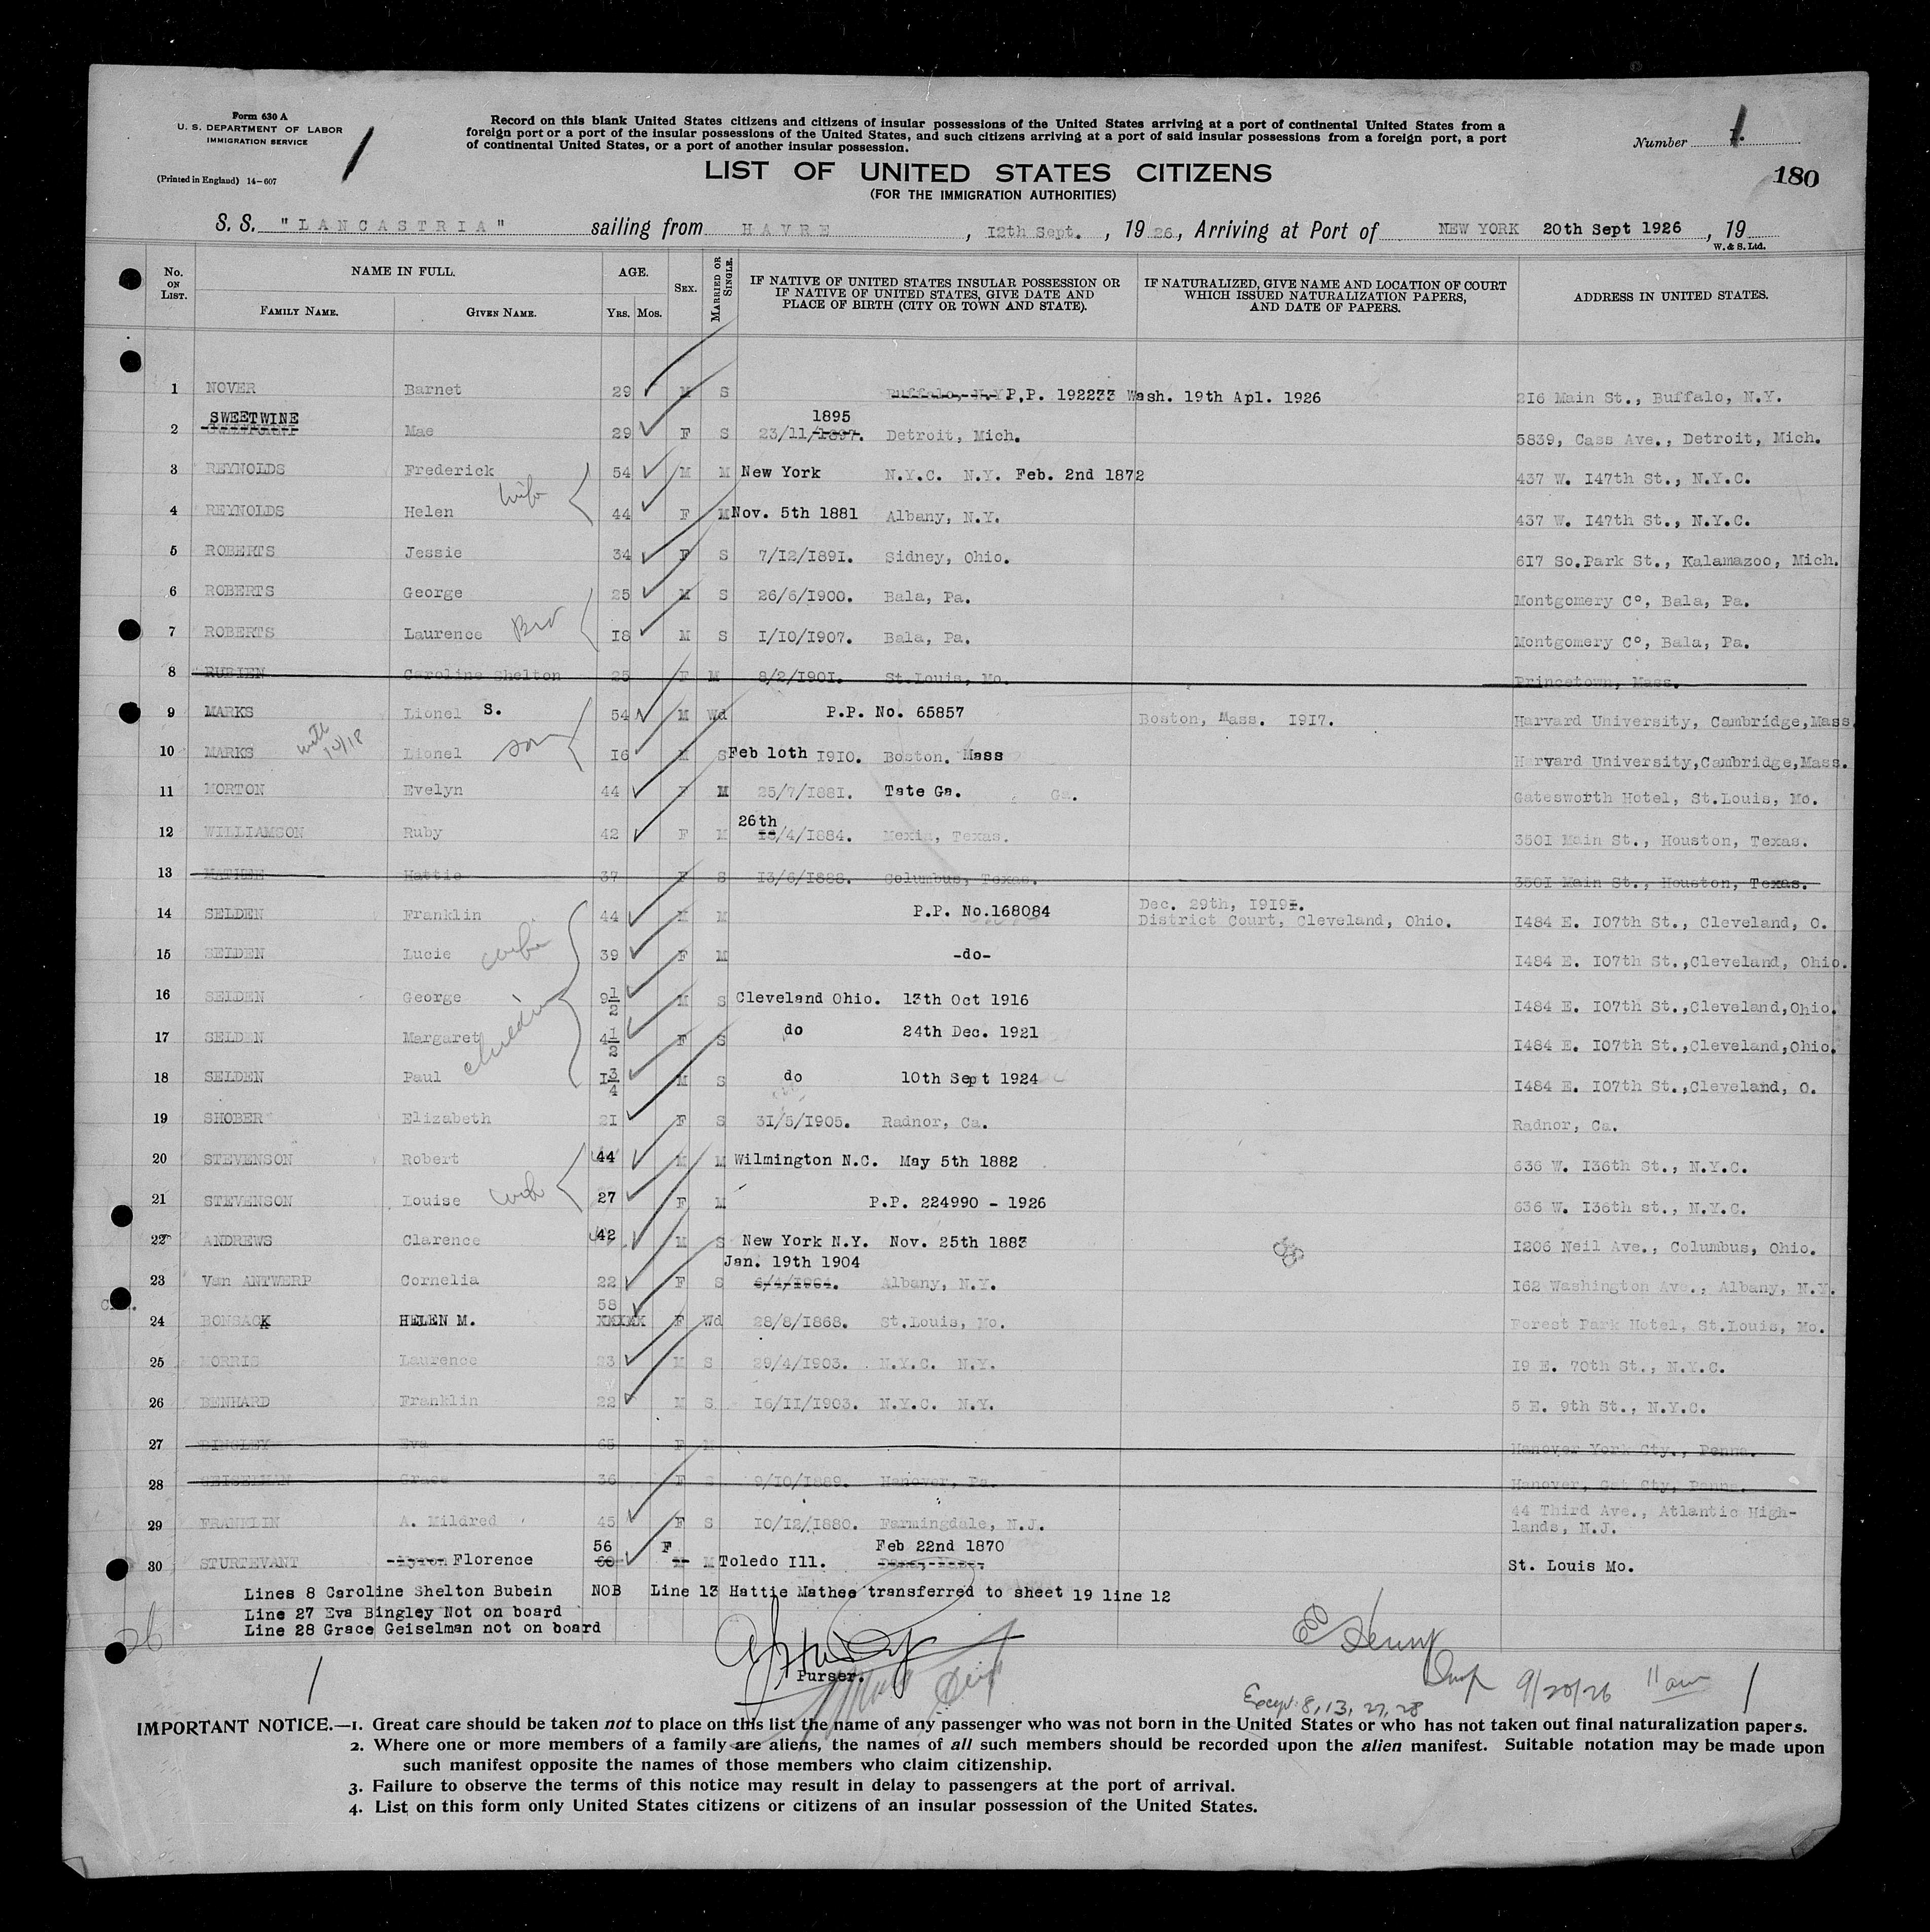 Form 630 A
U. S. DEPARTMENT OF LABOR
IMMIGRATION SERVICE
(Printed in England) 14-607
Record on this blank United States citizens and citizens of insular possessions of the United States arriving at a port of continental United States from a
foreign port or a port of the insular possessions of the United States, and such citizens arriving at a port of said insular possessions from a foreign port, a port
of continental United States, or a port of another insular possession.
Number 1
180
LIST OF UNITED STATES CITIZENS
(FOR THE IMMIGRATION AUTHORITIES)
S. S. "LANCASTRIA" sailing from HAVRE, 12th Sept., 1926, Arriving at Port of NEW YORK 20th Sept 1926, 19
W. & S. Ltd.
No. ON LIST. NAME IN FULL. FAMILY NAME. GIVEN NAME. AGE. YRS. MOS. SEX. MARRIED OR SINGLE. IF NATIVE OF UNITED STATES INSULAR POSSESSION OR IF NATIVE OF UNITED STATES, GIVE DATE AND PLACE OF BIRTH (CITY OR TOWN AND STATE). IF NATURALIZED, GIVE NAME AND LOCATION OF COURT WHICH ISSUED NATURALIZATION PAPERS, AND DATE OF PAPERS. ADDRESS IN UNITED STATES.
1 NOVER Barnet 29 M S Buffalo, N.Y. P.P. 192233 Wash. 19th Apl. 1926 216 Main St., Buffalo, N.Y.
2 SWEETWINE Mae 29 F S 23/11/1897. 1895 Detroit, Mich. 5839, Cass Ave., Detroit, Mich.
3 REYNOLDS Frederick 54 M M New York N.Y.C. N.Y. Feb. 2nd 1872 437 W. 147th St., N.Y.C.
4 REYNOLDS Helen wife 44 F M Nov. 5th 1881 Albany, N.Y. 437 W. 147th St., N.Y.C.
5 ROBERTS Jessie 34 F S 7/12/1891. Sidney, Ohio. 617 So.Park St., Kalamazoo, Mich.
6 ROBERTS George 25 M S 26/6/1900. Bala, Pa. Montgomery Co, Bala, Pa.
7 ROBERTS Laurence Bro 18 M S 1/10/1907. Bala, Pa. Montgomery Co, Bala, Pa.
8 RUBIEN Caroline Shelton 25 F M 8/2/1901. St.Louis, Mo. Princetown, Mass.
9 MARKS Lionel S. 54 M Wd P.P. No. 65857 Boston, Mass. 1917. Harvard University, Cambridge,Mass.
10 MARKS with 10/18 Lionel son 16 M S Feb 10th 1910. Boston. Mass Harvard University,Cambridge,Mass.
11 MORTON Evelyn 44 F M 25/7/1881. Tate Ga. Ga. Gatesworth Hotel, St.Louis, Mo.
12 WILLIAMSON Ruby 42 F M 26th 18/4/1884. Mexia, Texas. 3501 Main St., Houston, Texas.
13 Hattie 37 F S 13/6/1888. Columbus, Texas. 3501 Main St., Houston, Texas.
14 SELDEN Franklin 44 M M P.P. No.168084 Dec. 29th, 1919. District Court, Cleveland, Ohio. 1484 E. 107th St., Cleveland, O.
15 SELDEN Lucie wife 39 F M -do- 1484 E. 107th St.,Cleveland, Ohio.
16 SELDEN George 9½ M S Cleveland Ohio. 13th Oct 1916 1484 E. 107th St.,Cleveland,Ohio.
17 SELDEN Margaret children 4½ F S do 24th Dec. 1921 1484 E. 107th St.,Cleveland,Ohio.
18 SELDEN Paul 1¾ M S do 10th Sept 1924 1484 E. 107th St.,Cleveland, O.
19 SHOBER Elizabeth 21 F S 31/5/1905. Radnor, Ca. Radnor, Ca.
20 STEVENSON Robert 44 M M Wilmington N.C. May 5th 1882 636 W. 136th St., N.Y.C.
21 STEVENSON Louise wife 27 F M P.P. 224990 - 1926 636 W. 136th st., N.Y.C.
22 ANDREWS Clarence 42 M S New York N.Y. Nov. 25th 1883 1206 Neil Ave., Columbus, Ohio.
23 Van ANTWERP Cornelia 22 F S Jan. 19th 1904 6/4/1904. Albany, N.Y. 162 Washington Ave., Albany, N.Y.
24 BONSACK HELEN M. 58 XXXXX F Wd 28/8/1868. St.Louis, Mo. Forest Park Hotel, St.Louis, Mo.
25 MORRIS Laurence 23 M S 29/4/1903. N.Y.C. N.Y. 19 E. 70th St., N.Y.C.
26 BENHARD Franklin 22 M S 16/11/1903. N.Y.C. N.Y. 5 E. 9th St., N.Y.C.
27 BINGLEY Eva 65 F M Hanover York Cty., Penna.
28 GEISELMAN Grace 36 F S 9/10/1889. Hanover, Pa. Hanover, Cty, Penna.
29 FRANKLIN A. Mildred 45 F S 10/12/1880. Farmingdale, N.J. 44 Third Ave., Atlantic High-
lands, N.J.
30 STURTEVANT Myron Florence 56 60 F M M Toledo Ill. Feb 22nd 1870 St. Louis Mo.
Lines 8 Caroline Shelton Bubein NOB Line 13 Hattie Mathee transferred to sheet 19 line 12
Line 27 Eva Bingley Not on board
Line 28 Grace Geiselman not on board
26
Purser.
Insp 9/20/26 11 am
Except 8, 13, 27, 28
IMPORTANT NOTICE.—1. Great care should be taken not to place on this list the name of any passenger who was not born in the United States or who has not taken out final naturalization papers.
2. Where one or more members of a family are aliens, the names of all such members should be recorded upon the alien manifest. Suitable notation may be made upon
such manifest opposite the names of those members who claim citizenship.
3. Failure to observe the terms of this notice may result in delay to passengers at the port of arrival.
4. List on this form only United States citizens or citizens of an insular possession of the United States.